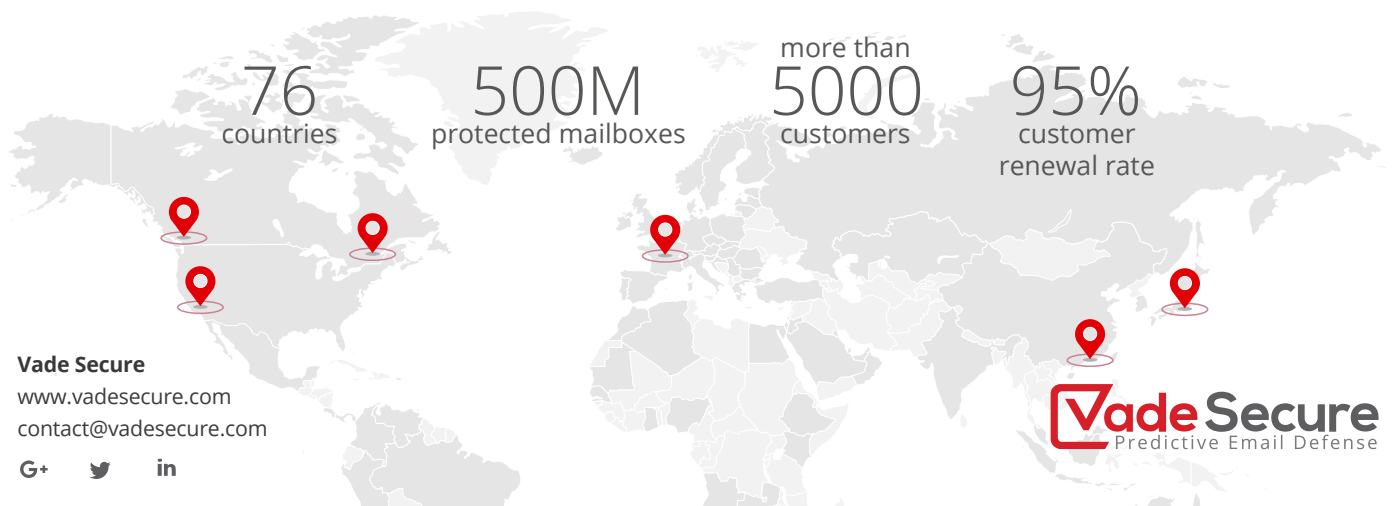 76
countries
500M
protected mailboxes
more than
5000
customers
95%
customer
renewal rate
Vade Secure
www.vadesecure.com
contact@vadesecure.com
G+
in
Vade Secure
Predictive Email Defense